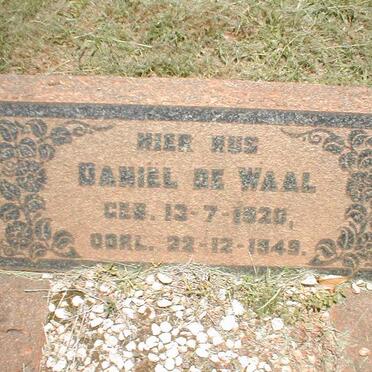 HIER RUS
DANIEL DE WAAL
GEB. 13-7-1920,
OORL. 22-12-1949.